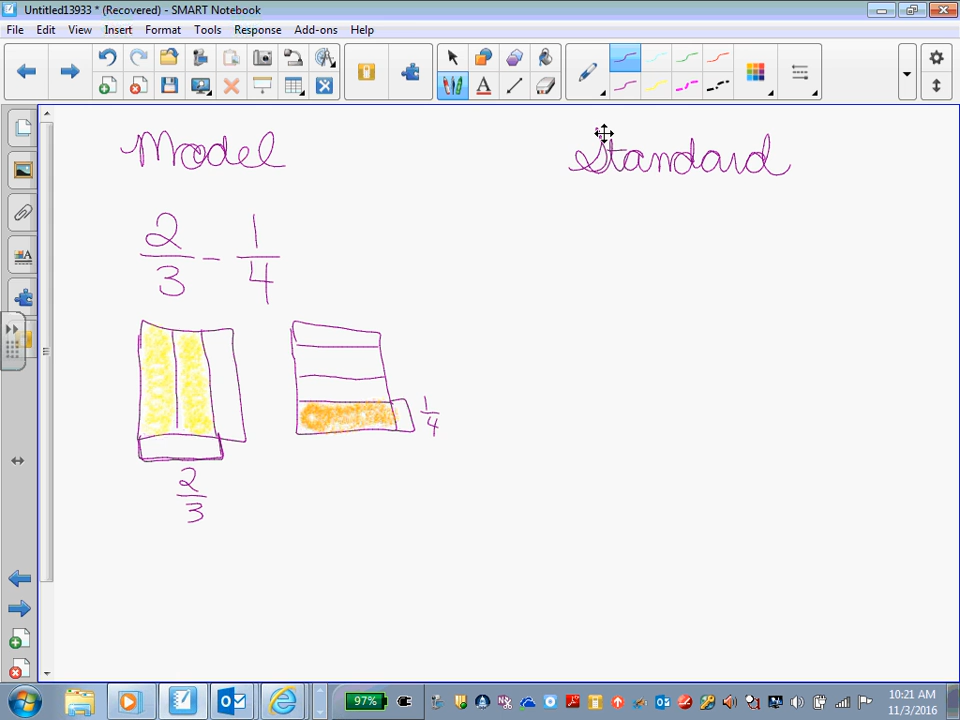 Untitled13933 * (Recovered) - SMART Notebook
File Edit View Insert Format Tools Response Add-ons Help
Model
Standard
2/3 - 1/4
1/4
2/3
97%
10:21 AM
11/3/2016